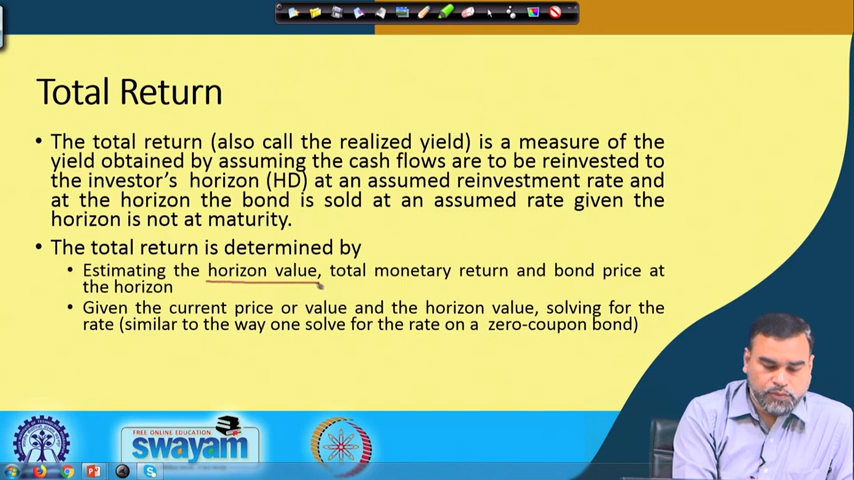 Total Return
• The total return (also call the realized yield) is a measure of the
yield obtained by assuming the cash flows are to be reinvested to
the investor's horizon (HD) at an assumed reinvestment rate and
at the horizon the bond is sold at an assumed rate given the
horizon is not at maturity.
• The total return is determined by
• Estimating the horizon value, total monetary return and bond price at
the horizon
• Given the current price or value and the horizon value, solving for the
rate (similar to the way one solve for the rate on a zero-coupon bond)
FREE ONLINE EDUCATION
swayam